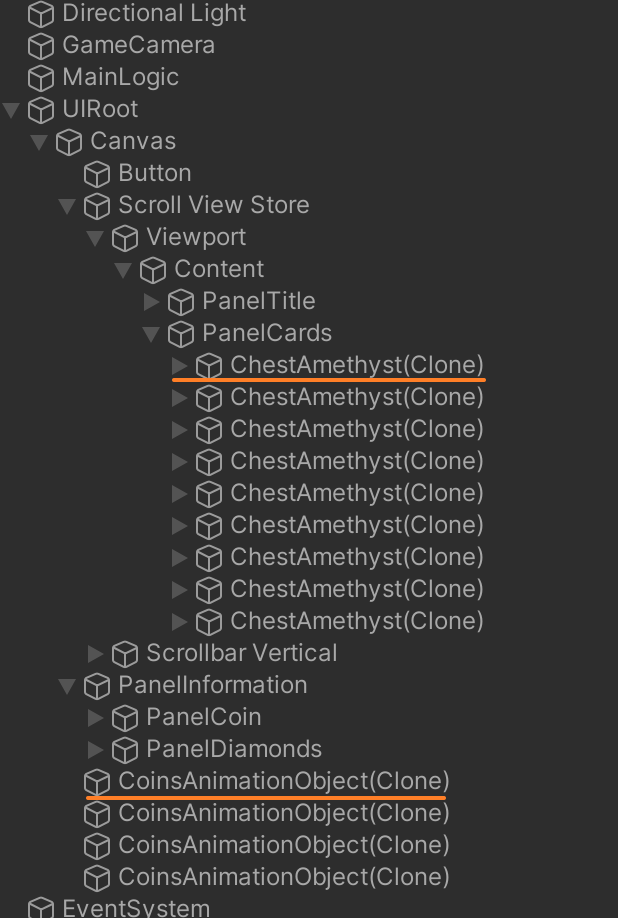 Directional Light
GameCamera
MainLogic
UIRoot
Canvas
Button
Scroll View Store
Viewport
Content
PanelTitle
PanelCards
ChestAmethyst(Clone)
ChestAmethyst(Clone)
ChestAmethyst(Clone)
ChestAmethyst(Clone)
ChestAmethyst(Clone)
ChestAmethyst(Clone)
ChestAmethyst(Clone)
ChestAmethyst(Clone)
ChestAmethyst(Clone)
Scrollbar Vertical
PanelInformation
PanelCoin
PanelDiamonds
CoinsAnimationObject(Clone)
CoinsAnimationObject(Clone)
CoinsAnimationObject(Clone)
CoinsAnimationObject(Clone)
EventSystem